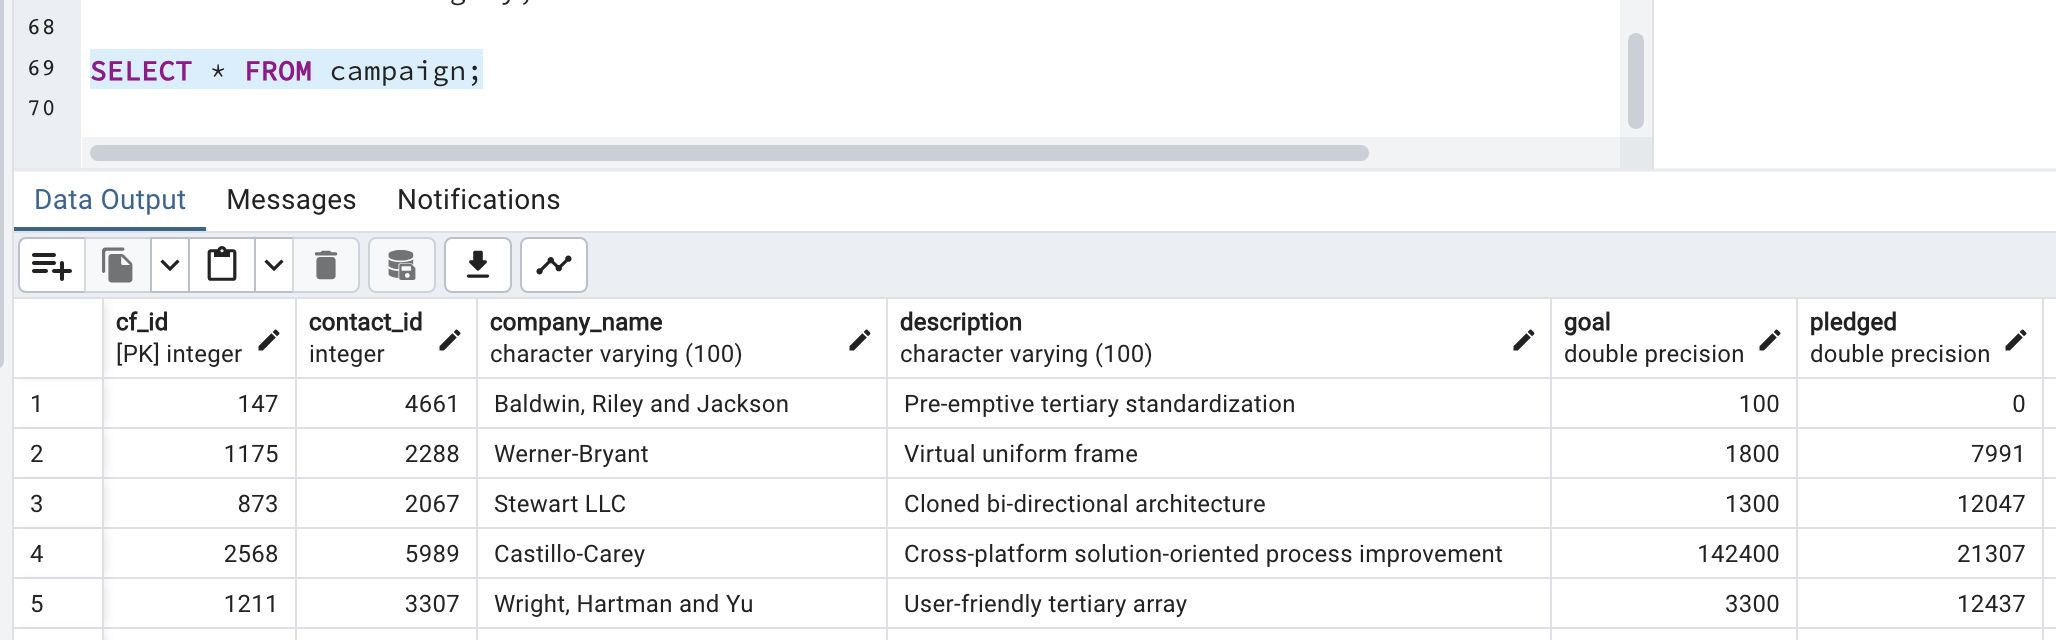 68
69 SELECT * FROM campaign;
70
Data Output Messages Notifications
cf_id contact_id company_name description goal pledged
[PK] integer integer character varying (100) character varying (100) double precision double precision
1 147 4661 Baldwin, Riley and Jackson Pre-emptive tertiary standardization 100 0
2 1175 2288 Werner-Bryant Virtual uniform frame 1800 7991
3 873 2067 Stewart LLC Cloned bi-directional architecture 1300 12047
4 2568 5989 Castillo-Carey Cross-platform solution-oriented process improvement 142400 21307
5 1211 3307 Wright, Hartman and Yu User-friendly tertiary array 3300 12437